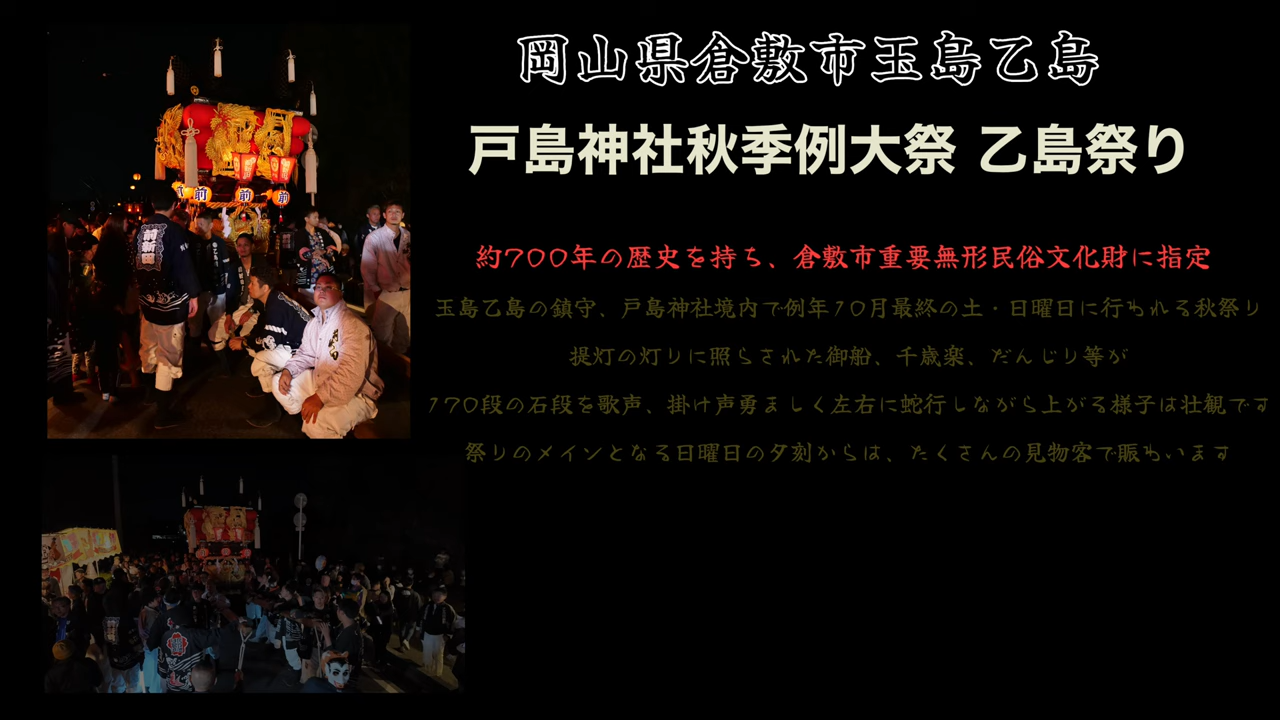 岡山県倉敷市玉島乙島
戸島神社秋季例大祭 乙島祭り
約700年の歴史を持ち、倉敷市重要無形民俗文化財に指定
玉島乙島の鎮守、戸島神社境内で例年10月最終の土・日曜日に行われる秋祭り
提灯の灯りに照らされた御船、千歳楽、だんじり等が
170段の石段を歌声、掛け声勇ましく左右に蛇行しながら上がる様子は壮観です
祭りのメインとなる日曜日の夕刻からは、たくさんの見物客で賑わいます
前
前
前
前新田